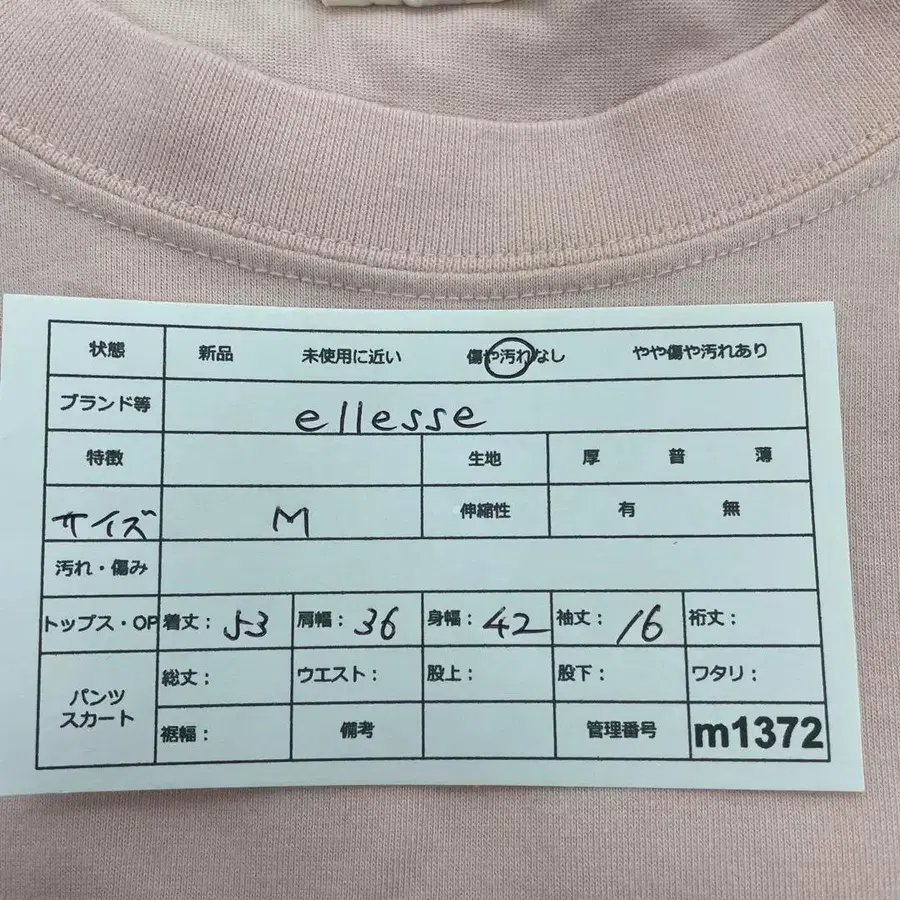 状態 新品 未使用に近い 傷や汚れなし やや傷や汚れあり
ブランド等 ellesse
特徴 生地 厚 普 薄
サイズ M 伸縮性 有 無
汚れ・傷み
トップス・OP 着丈： 53 肩幅： 36 身幅： 42 袖丈： 16 裄丈：
パンツ
スカート
総丈： ウエスト： 股上： 股下： ワタリ：
裾幅： 備考 管理番号 m1372